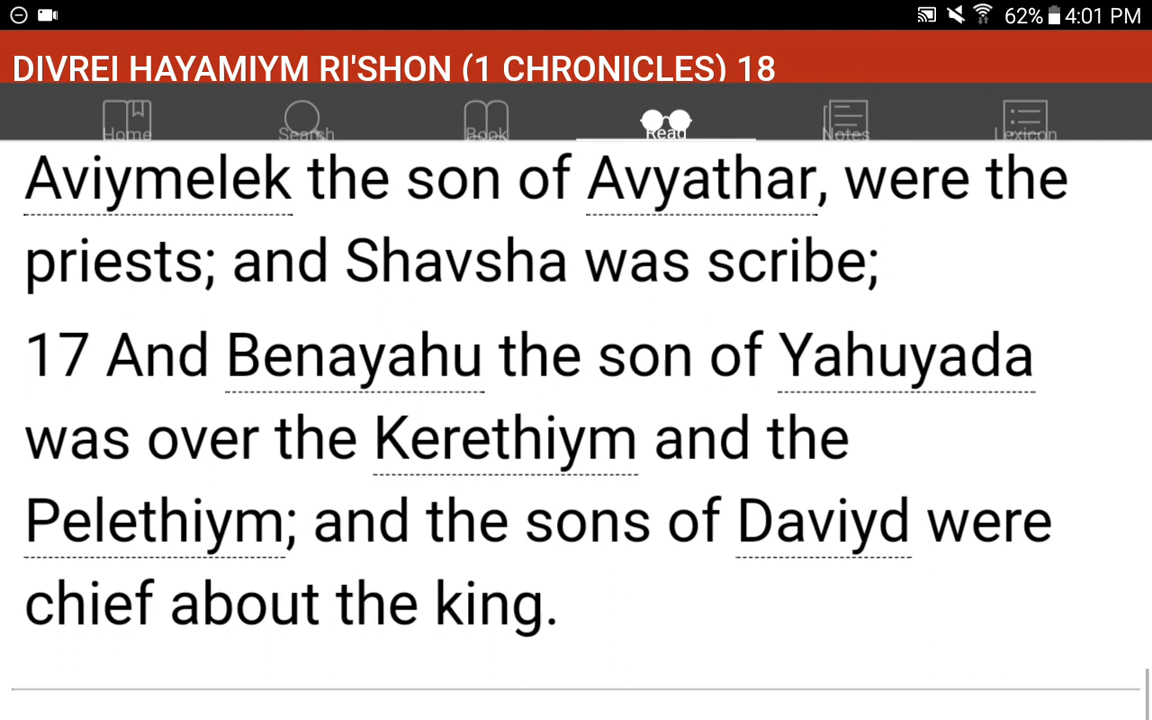 62% 4:01 PM
DIVREI HAYAMIYM RI'SHON (1 CHRONICLES) 18
Home Search Book Read Notes Lexicon
Aviymelek the son of Avyathar, were the
priests; and Shavsha was scribe;
17 And Benayahu the son of Yahuyada
was over the Kerethiym and the
Pelethiym; and the sons of Daviyd were
chief about the king.